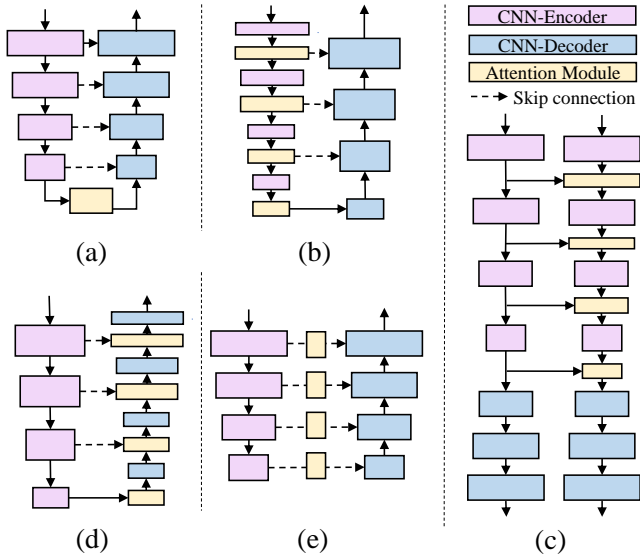 CNN-Encoder
CNN-Decoder
Attention Module
Skip connection
(a)
(b)
(c)
(d)
(e)